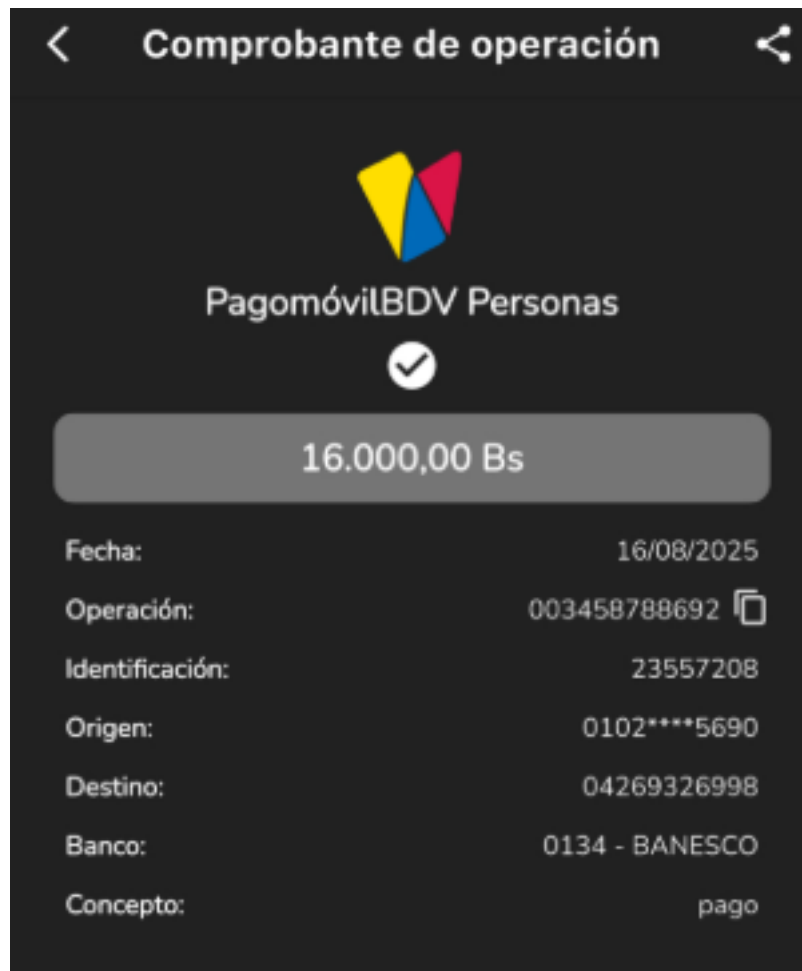 Comprobante de operación
PagomóvilBDV Personas
16.000,00 Bs
Fecha: 16/08/2025
Operación: 003458788692
Identificación: 23557208
Origen: 0102****5690
Destino: 04269326998
Banco: 0134 - BANESCO
Concepto: pago